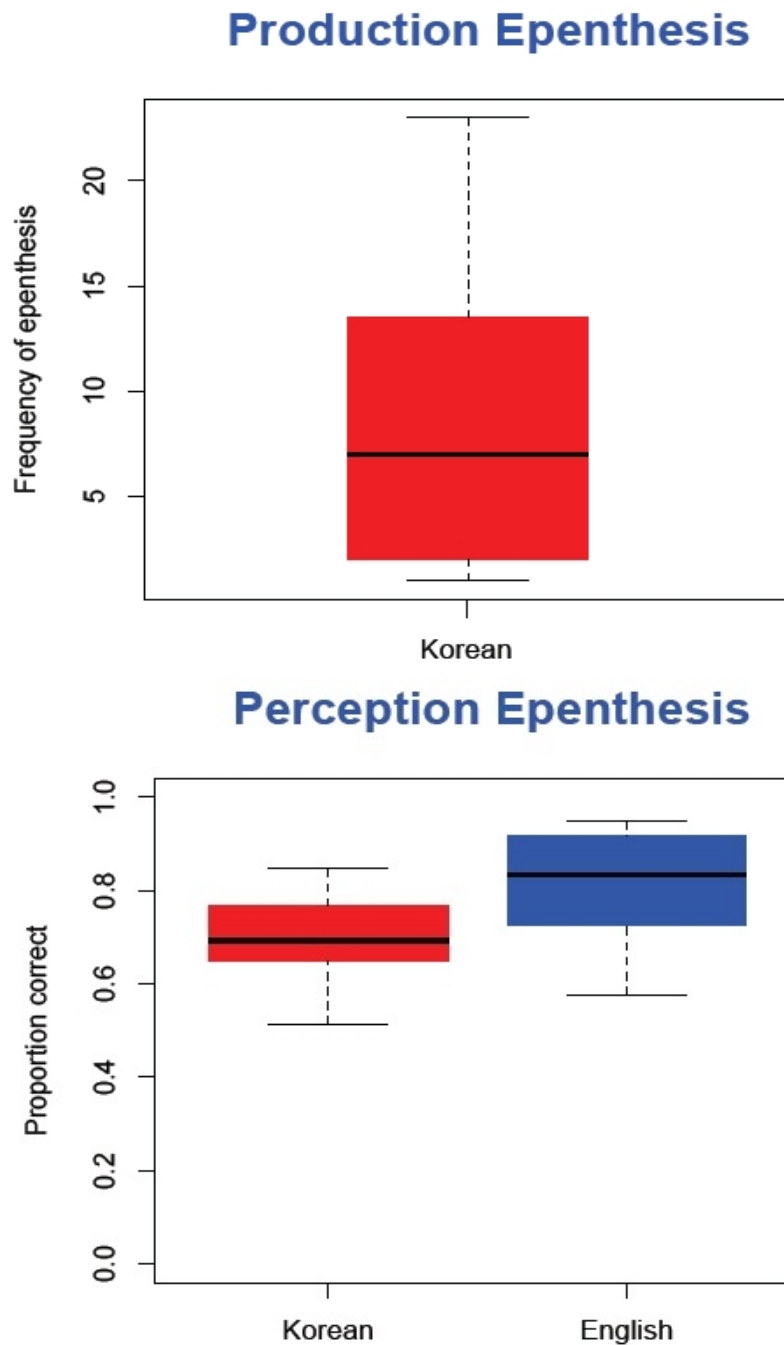 Production Epenthesis
Frequency of epenthesis
20
15
10
5
Korean
Perception Epenthesis
Proportion correct
1.0
0.8
0.6
0.4
0.2
0.0
Korean English